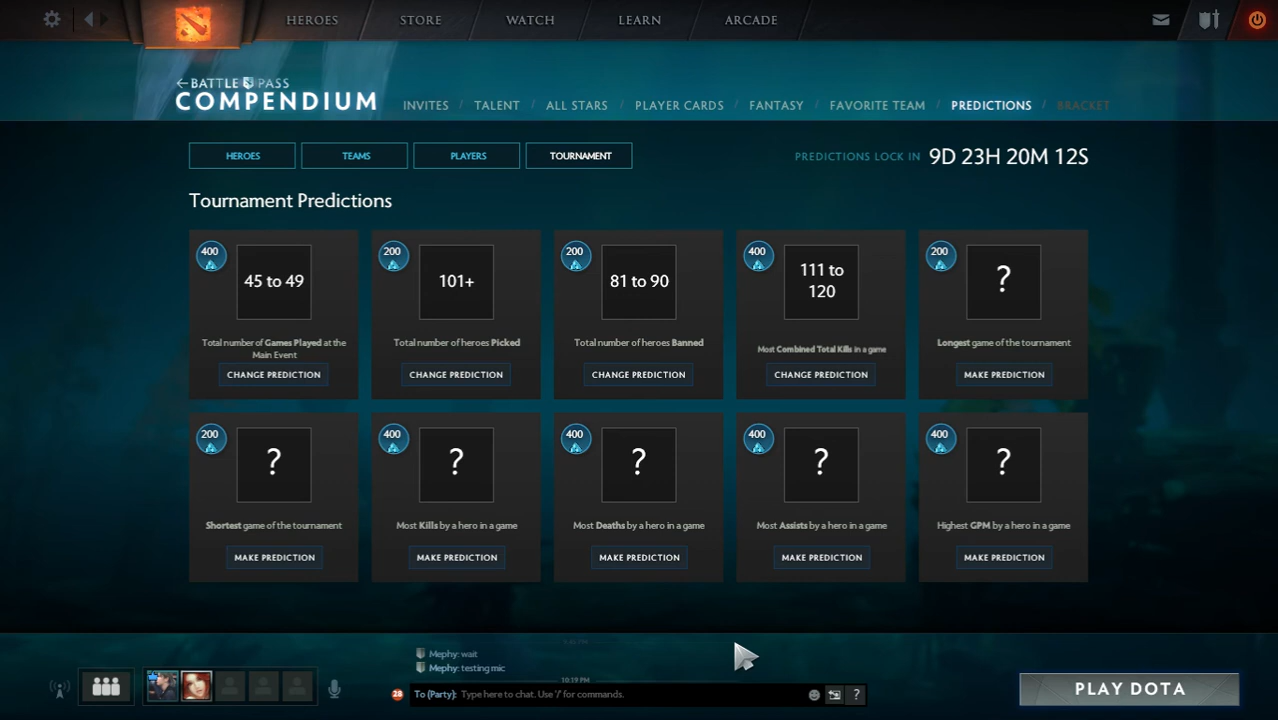 HEROES
STORE
WATCH
LEARN
ARCADE
BATTLE PASS
COMPENDIUM
INVITES / TALENT / ALL STARS / PLAYER CARDS / FANTASY / FAVORITE TEAM / PREDICTIONS / BRACKET
HEROES
TEAMS
PLAYERS
TOURNAMENT
PREDICTIONS LOCK IN 9D 23H 20M 12S
Tournament Predictions
400
45 to 49
Total number of Games Played at the
Main Event
CHANGE PREDICTION
200
101+
Total number of heroes Picked
CHANGE PREDICTION
200
81 to 90
Total number of heroes Banned
CHANGE PREDICTION
400
111 to
120
Most Combined Total Kills in a game
CHANGE PREDICTION
200
?
Longest game of the tournament
MAKE PREDICTION
200
?
Shortest game of the tournament
MAKE PREDICTION
400
?
Most Kills by a hero in a game
MAKE PREDICTION
400
?
Most Deaths by a hero in a game
MAKE PREDICTION
400
?
Most Assists by a hero in a game
MAKE PREDICTION
400
?
Highest GPM by a hero in a game
MAKE PREDICTION
Mephy: wait
Mephy: testing mic
10:19 PM
28
To (Party): Type here to chat. Use '/' for commands.
?
PLAY DOTA